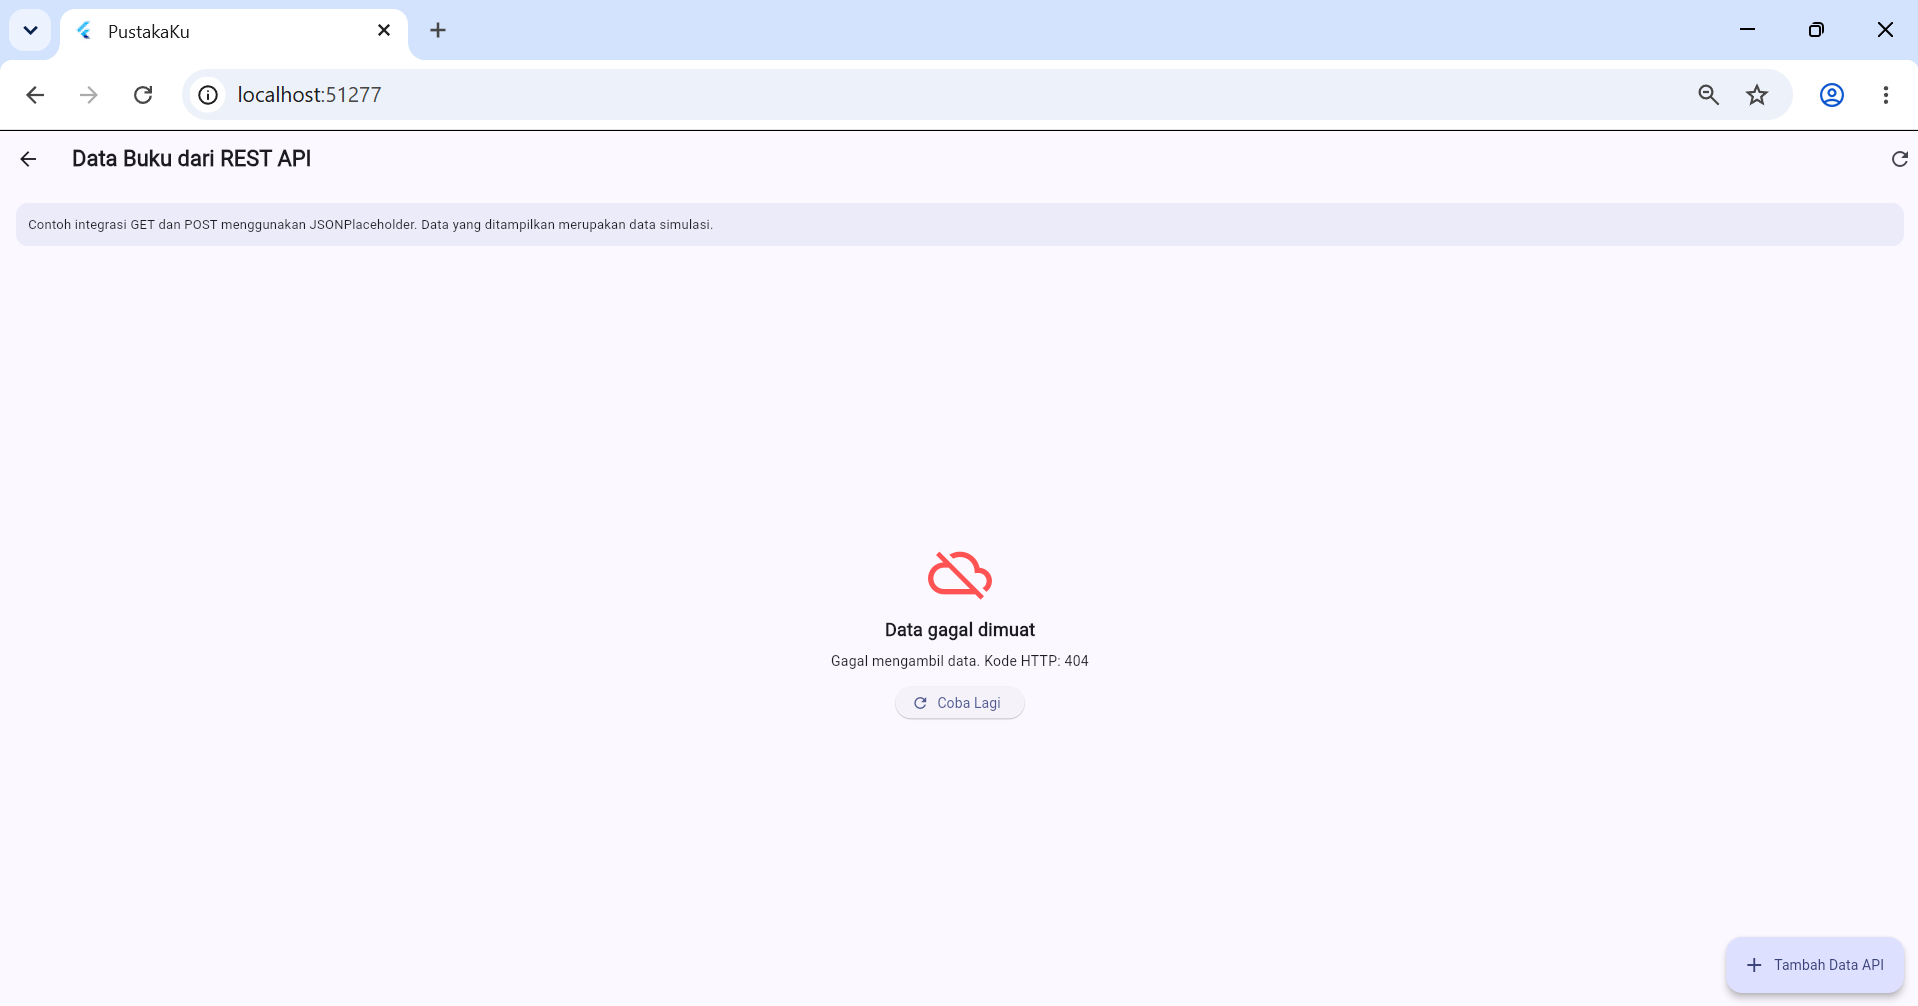 PustakaKu
localhost:51277
Data Buku dari REST API
Contoh integrasi GET dan POST menggunakan JSONPlaceholder. Data yang ditampilkan merupakan data simulasi.
Data gagal dimuat
Gagal mengambil data. Kode HTTP: 404
Coba Lagi
Tambah Data API